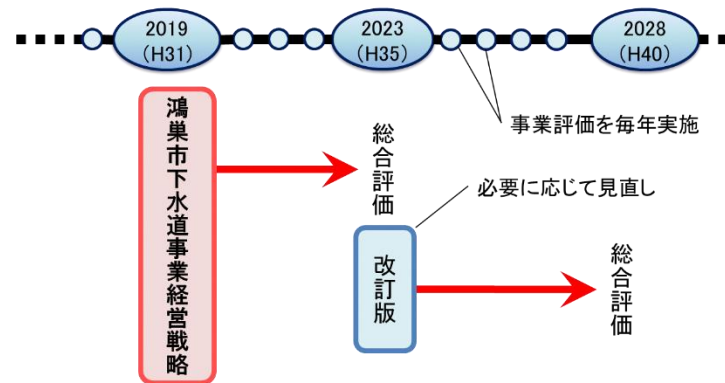 2019
(H31)
2023
(H35)
2028
(H40)
事業評価を毎年実施
鴻巣市下水道事業経営戦略
総合評価
必要に応じて見直し
改訂版
総合評価